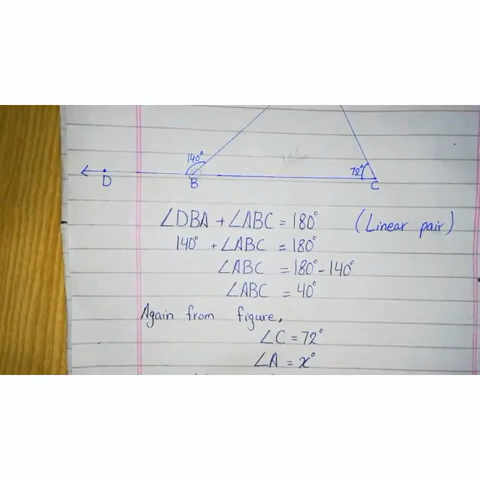 140°
72°
D B C
∠DBA + ∠ABC = 180° (Linear pair)
140° + ∠ABC = 180°
∠ABC = 180° - 140°
∠ABC = 40°
Again from figure,
∠C = 72°
∠A = x°